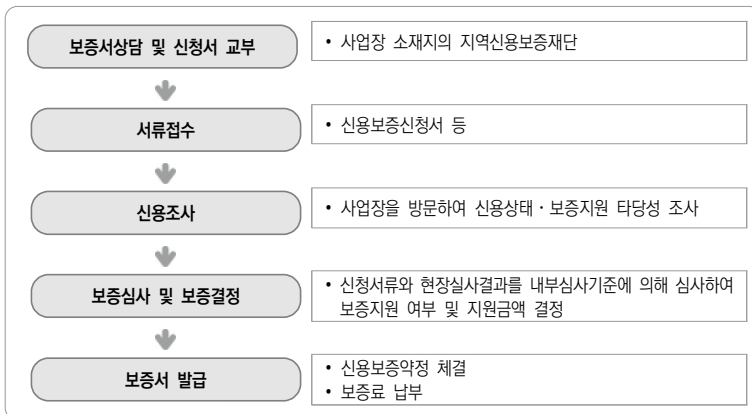 보증서상담 및 신청서 교부
• 사업장 소재지의 지역신용보증재단
서류접수
• 신용보증신청서 등
신용조사
• 사업장을 방문하여 신용상태 · 보증지원 타당성 조사
보증심사 및 보증결정
• 신청서류와 현장실사결과를 내부심사기준에 의해 심사하여
보증지원 여부 및 지원금액 결정
보증서 발급
• 신용보증약정 체결
• 보증료 납부